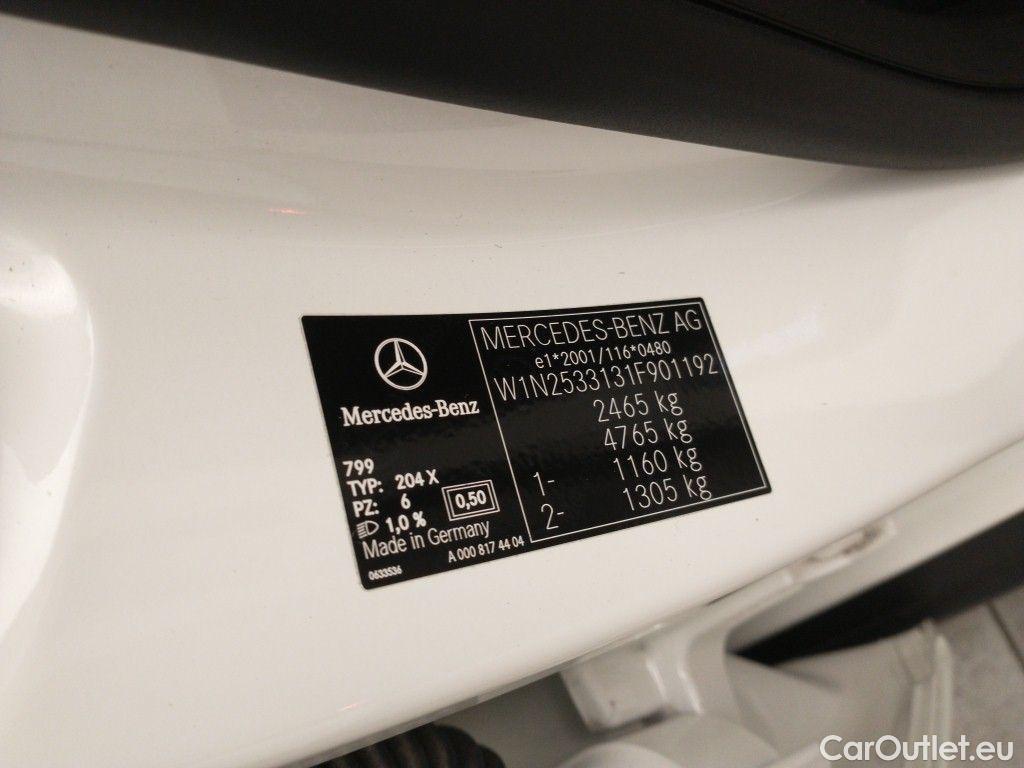 Mercedes-Benz
799
TYP: 204 X
PZ: 6
0,50
1,0 %
Made in Germany
0633536
A 000 817 44 04
MERCEDES-BENZ AG
e1*2001/116*0480
W1N2533131F901192
2465 kg
4765 kg
1- 1160 kg
2- 1305 kg
CarOutlet.eu